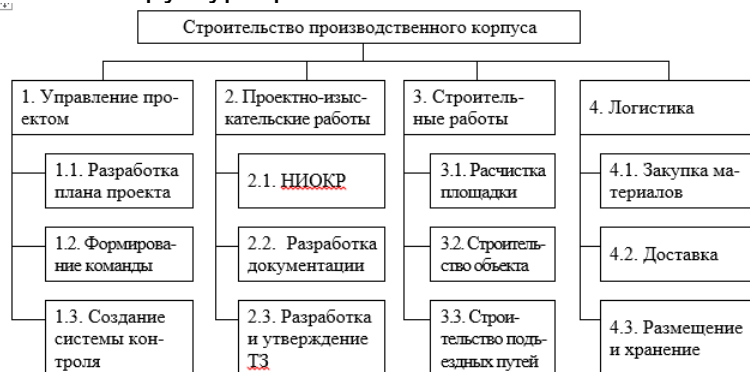 Строительство производственного корпуса
1. Управление про-
ектом
2. Проектно-изыс-
кательские работы
3. Строитель-
ные работы
4. Логистика
1.1. Разработка
плана проекта
2.1. НИОКР
3.1. Расчистка
площадки
4.1. Закупка ма-
териалов
1.2. Формирова-
ние команды
2.2. Разработка
документации
3.2. Строитель-
ство объекта
4.2. Доставка
1.3. Создание
системы кон-
троля
2.3. Разработка
и утверждение
ТЗ
3.3. Строи-
тельство подъ-
ездных путей
4.3. Размещение
и хранение